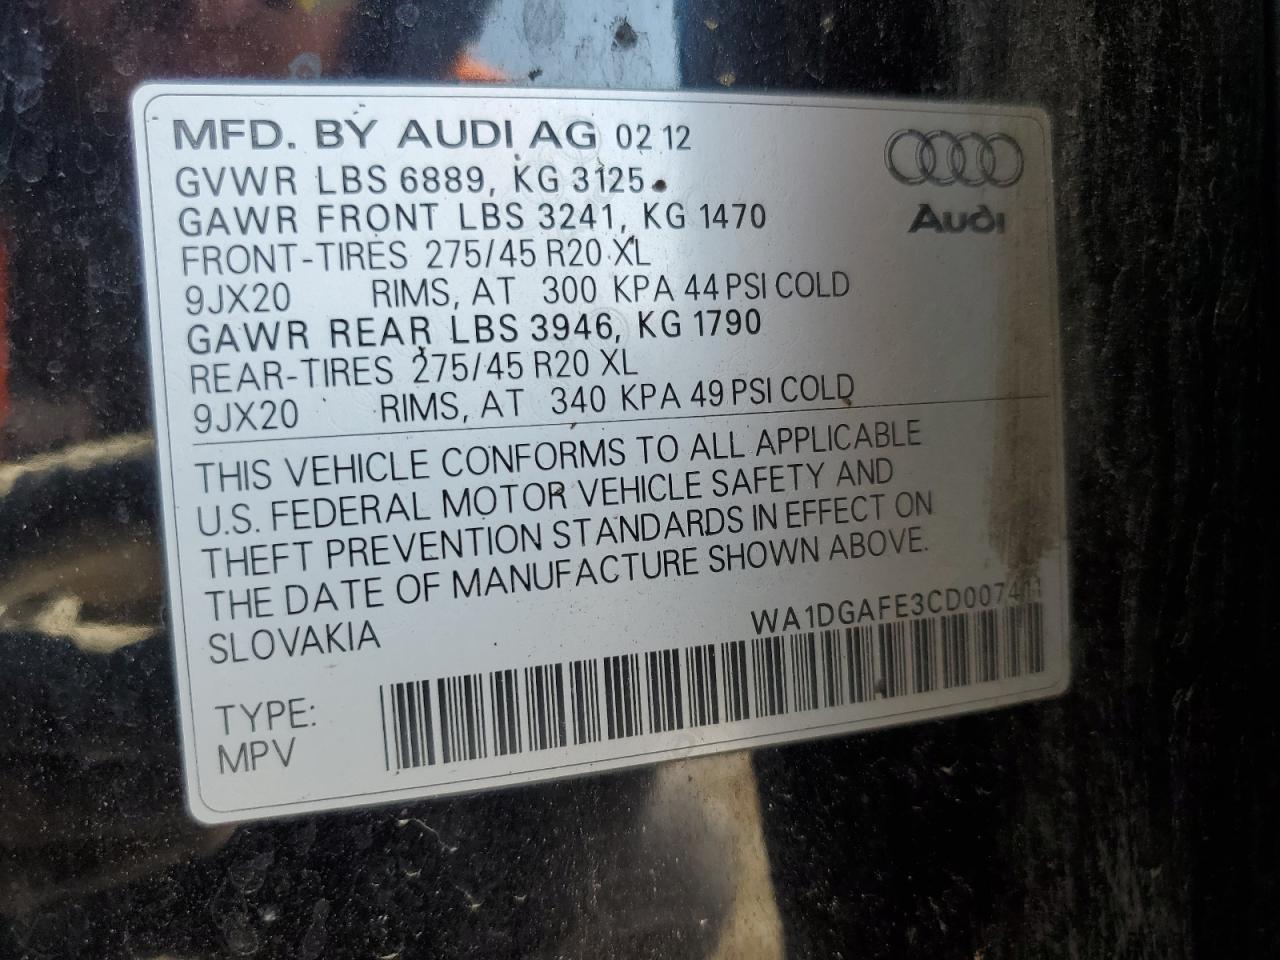 MFD. BY AUDI AG 02 12
Audi
GVWR LBS 6889, KG 3125
GAWR FRONT LBS 3241, KG 1470
FRONT-TIRES 275/45 R20 XL
9JX20 RIMS, AT 300 KPA 44 PSI COLD
GAWR REAR LBS 3946, KG 1790
REAR-TIRES 275/45 R20 XL
9JX20 RIMS, AT 340 KPA 49 PSI COLD
THIS VEHICLE CONFORMS TO ALL APPLICABLE
U.S. FEDERAL MOTOR VEHICLE SAFETY AND
THEFT PREVENTION STANDARDS IN EFFECT ON
THE DATE OF MANUFACTURE SHOWN ABOVE.
SLOVAKIA
TYPE:
MPV